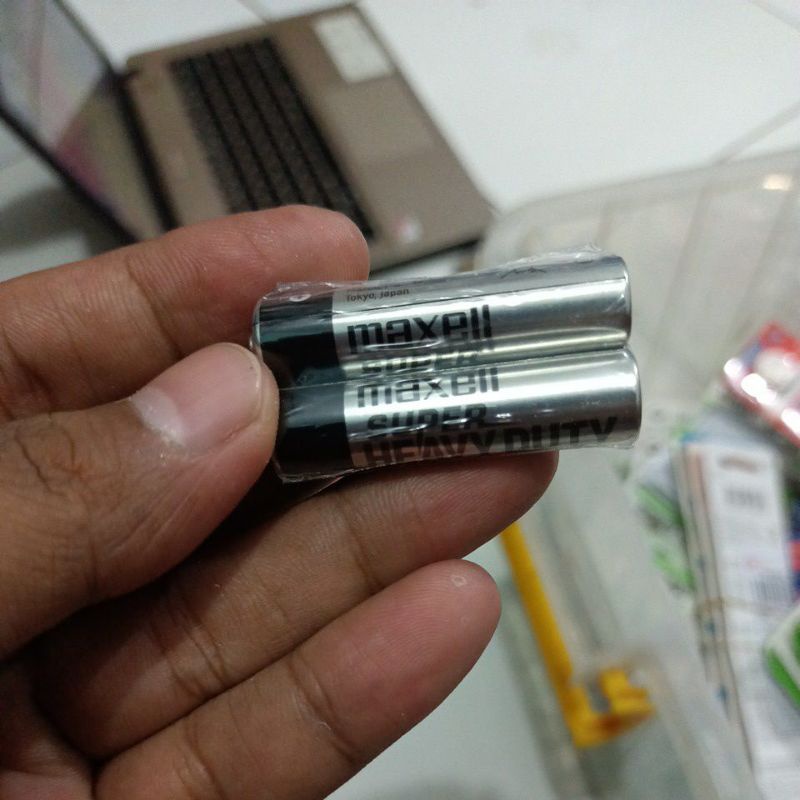 Tokyo, Japan
maxell
SUPER
maxell
SUPER
HEAVY DUTY